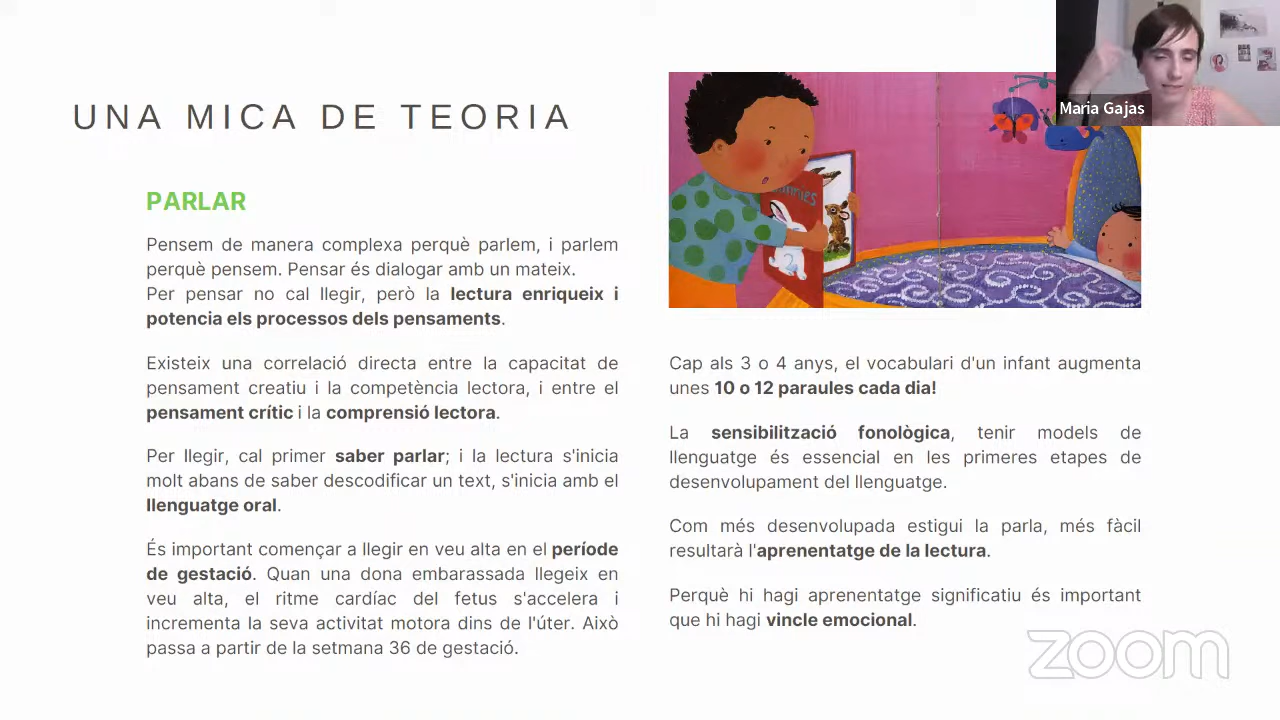 UNA MICA DE TEORIA
PARLAR
Pensem de manera complexa perquè parlem, i parlem
perquè pensem. Pensar és dialogar amb un mateix.
Per pensar no cal llegir, però la lectura enriqueix i
potencia els processos dels pensaments.
Existeix una correlació directa entre la capacitat de
pensament creatiu i la competència lectora, i entre el
pensament crític i la comprensió lectora.
Per llegir, cal primer saber parlar; i la lectura s'inicia
molt abans de saber descodificar un text, s'inicia amb el
llenguatge oral.
És important començar a llegir en veu alta en el període
de gestació. Quan una dona embarassada llegeix en
veu alta, el ritme cardíac del fetus s'accelera i
incrementa la seva activitat motora dins de l'úter. Això
passa a partir de la setmana 36 de gestació.
Maria Gajas
Cap als 3 o 4 anys, el vocabulari d'un infant augmenta
unes 10 o 12 paraules cada dia!
La sensibilització fonològica, tenir models de
llenguatge és essencial en les primeres etapes de
desenvolupament del llenguatge.
Com més desenvolupada estigui la parla, més fàcil
resultarà l'aprenentatge de la lectura.
Perquè hi hagi aprenentatge significatiu és important
que hi hagi vincle emocional.
zoom